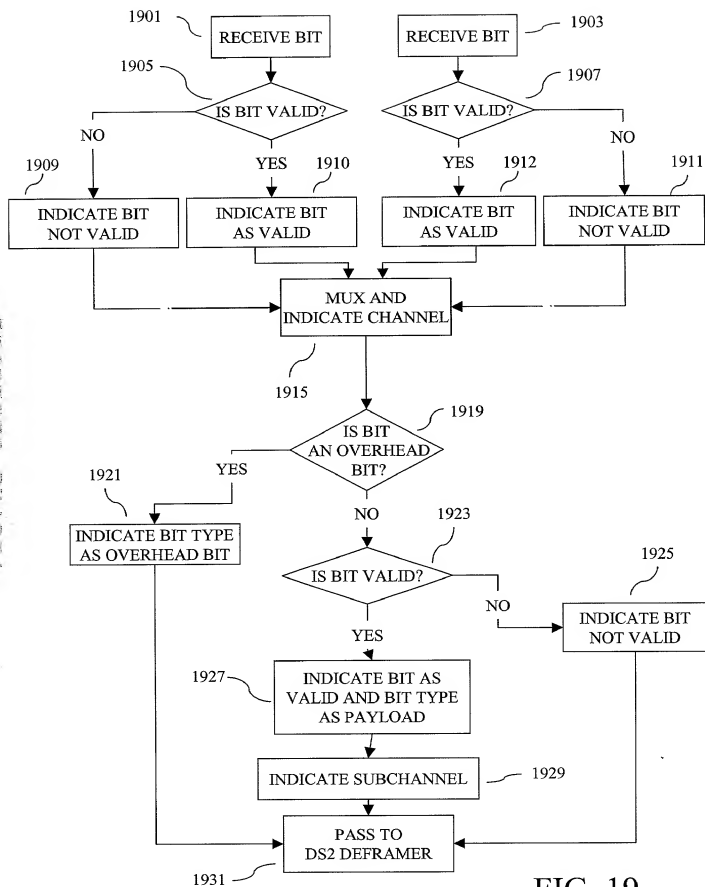 1901
RECEIVE BIT
RECEIVE BIT
1903
1905
IS BIT VALID?
IS BIT VALID?
1907
NO
YES
YES
NO
1909
1910
1912
1911
INDICATE BIT
NOT VALID
INDICATE BIT
AS VALID
INDICATE BIT
AS VALID
INDICATE BIT
NOT VALID
MUX AND
INDICATE CHANNEL
1915
1919
IS BIT
AN OVERHEAD
BIT?
YES
1921
NO
INDICATE BIT TYPE
AS OVERHEAD BIT
1923
IS BIT VALID?
1925
NO
INDICATE BIT
NOT VALID
YES
1927
INDICATE BIT AS
VALID AND BIT TYPE
AS PAYLOAD
INDICATE SUBCHANNEL
1929
PASS TO
DS2 DEFRAMER
1931
FIG. 19